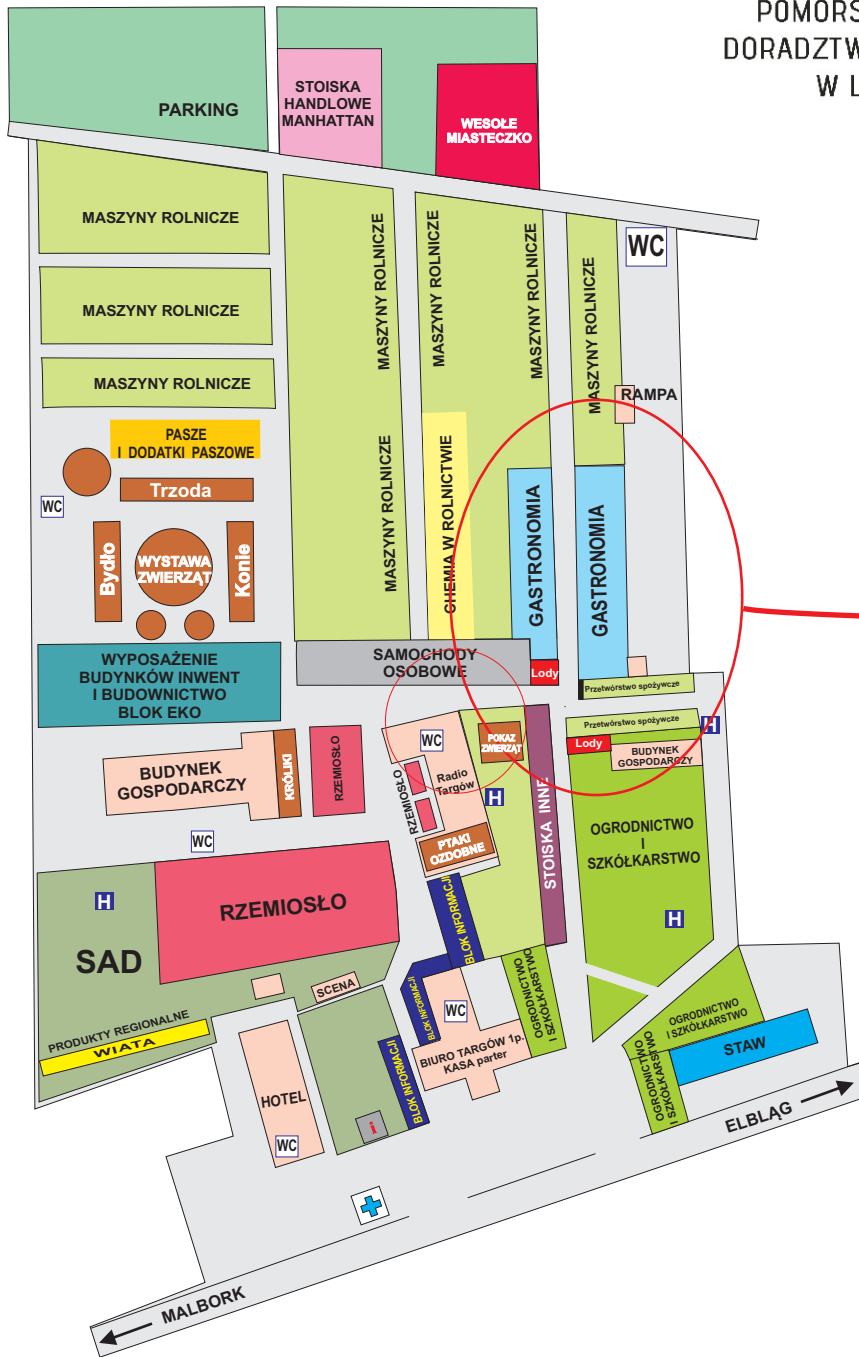 POMORS
DORADZTW
W L
PARKING
STOISKA
HANDLOWE
MANHATTAN
WESOŁE
MIASTECZKO
MASZYNY ROLNICZE
MASZYNY ROLNICZE
MASZYNY ROLNICZE
MASZYNY ROLNICZE
MASZYNY ROLNICZE
MASZYNY ROLNICZE
MASZYNY ROLNICZE
MASZYNY ROLNICZE
WC
RAMPA
PASZE
I DODATKI PASZOWE
Trzoda
WC
Bydło
WYSTAWA
ZWIERZĄT
Konie
CHEMIA W ROLNICTWIE
GASTRONOMIA
GASTRONOMIA
WYPOSAŻENIE
BUDYNKÓW INWENT
I BUDOWNICTWO
BLOK EKO
SAMOCHODY
OSOBOWE
Lody
Przetwórstwo spożywcze
Przetwórstwo spożywcze
H
Lody
BUDYNEK
GOSPODARCZY
BUDYNEK
GOSPODARCZY
KRÓLIKI
RZEMIOSŁO
WC
POKAZ
ZWIERZĄT
Radio
Targów
RZEMIOSŁO
H
PTAKI
OZDOBNE
STOISKA INNE
OGRODNICTWO
I
SZKÓŁKARSTWO
H
WC
H
RZEMIOSŁO
SAD
BLOK INFORMACJI
BLOK INFORMACJI
BLOK INFORMACJI
SCENA
PRODUKTY REGIONALNE
WIATA
WC
BIURO TARGÓW 1p.
KASA parter
OGRODNICTWO
I SZKÓŁKARSTWO
OGRODNICTWO
I SZKÓŁKARSTWO
OGRODNICTWO
I SZKÓŁKARSTWO
STAW
HOTEL
WC
i
ELBLĄG
MALBORK